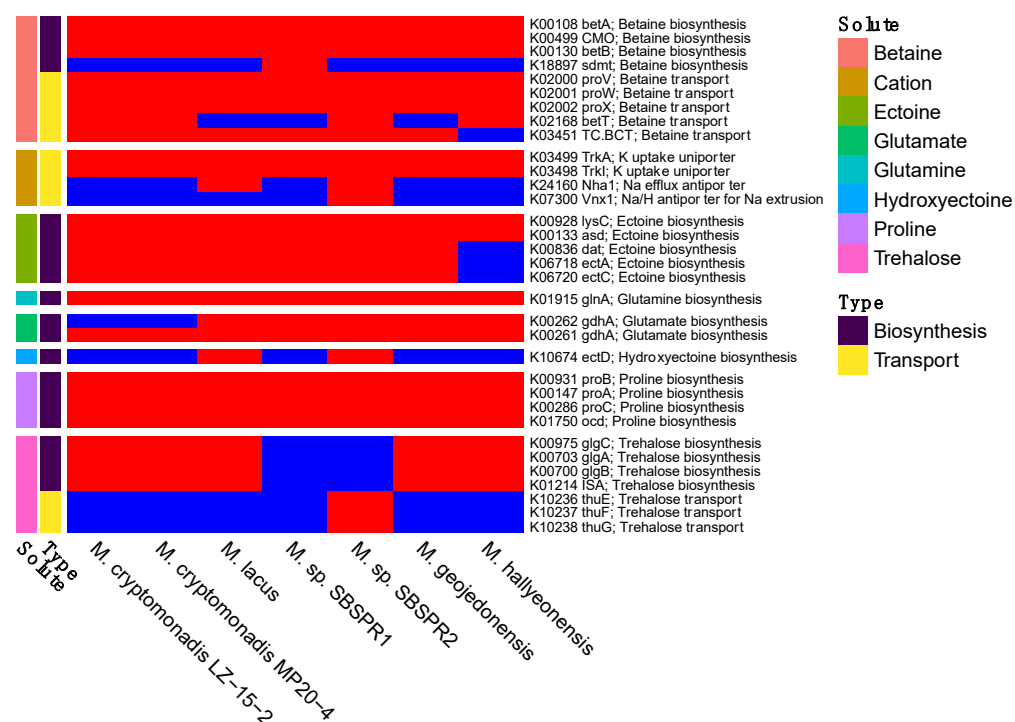 K00108 betA; Betaine biosynthesis
K00499 CMO; Betaine biosynthesis
K00130 betB; Betaine biosynthesis
K18897 sdmt; Betaine biosynthesis
K02000 proV; Betaine transport
K02001 proW; Betaine transport
K02002 proX; Betaine transport
K02168 betT; Betaine transport
K03451 TC.BCT; Betaine transport
K03499 TrkA; K uptake uniporter
K03498 TrkI; K uptake uniporter
K24160 Nha1; Na efflux antipor ter
K07300 Vnx1; Na/H antipor ter for Na extrusion
K00928 lysC; Ectoine biosynthesis
K00133 asd; Ectoine biosynthesis
K00836 dat; Ectoine biosynthesis
K06718 ectA; Ectoine biosynthesis
K06720 ectC; Ectoine biosynthesis
K01915 glnA; Glutamine biosynthesis
K00262 gdhA; Glutamate biosynthesis
K00261 gdhA; Glutamate biosynthesis
K10674 ectD; Hydroxyectoine biosynthesis
K00931 proB; Proline biosynthesis
K00147 proA; Proline biosynthesis
K00286 proC; Proline biosynthesis
K01750 ocd; Proline biosynthesis
K00975 glgC; Trehalose biosynthesis
K00703 glgA; Trehalose biosynthesis
K00700 glgB; Trehalose biosynthesis
K01214 ISA; Trehalose biosynthesis
K10236 thuE; Trehalose transport
K10237 thuF; Trehalose transport
K10238 thuG; Trehalose transport
Solute
Type
M. cryptomonadis LZ-15-2
M. cryptomonadis MP20-4
M. lacus
M. sp. SBSPR1
M. sp. SBSPR2
M. geojedonensis
M. hallyeonensis
Solute
Betaine
Cation
Ectoine
Glutamate
Glutamine
Hydroxyectoine
Proline
Trehalose
Type
Biosynthesis
Transport